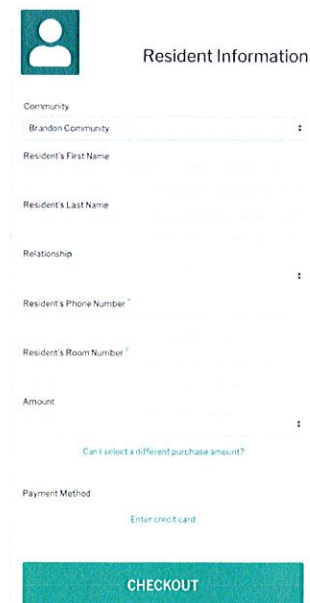 Resident Information
Community
Brandon Community
Resident's First Name
Resident's Last Name
Relationship
Resident's Phone Number *
Resident's Room Number
Amount
Can I select a different purchase amount?
Payment Method
Enter credit card
CHECKOUT